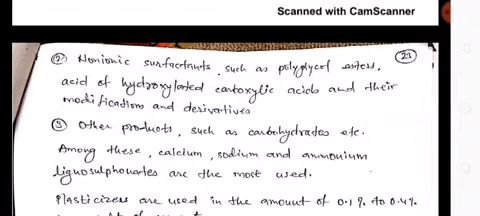 Scanned with CamScanner
23
② Nonionic surfactants, such as polyglycol esters,
acid of hydroxylated carboxylic acids and their
modifications and derivatives.
③ Other products, such as carbohydrades etc.
Among these, calcium, sodium and ammonium
lignosulphonates are the most used.
Plasticizers are used in the amount of 0.1% to 0.4%